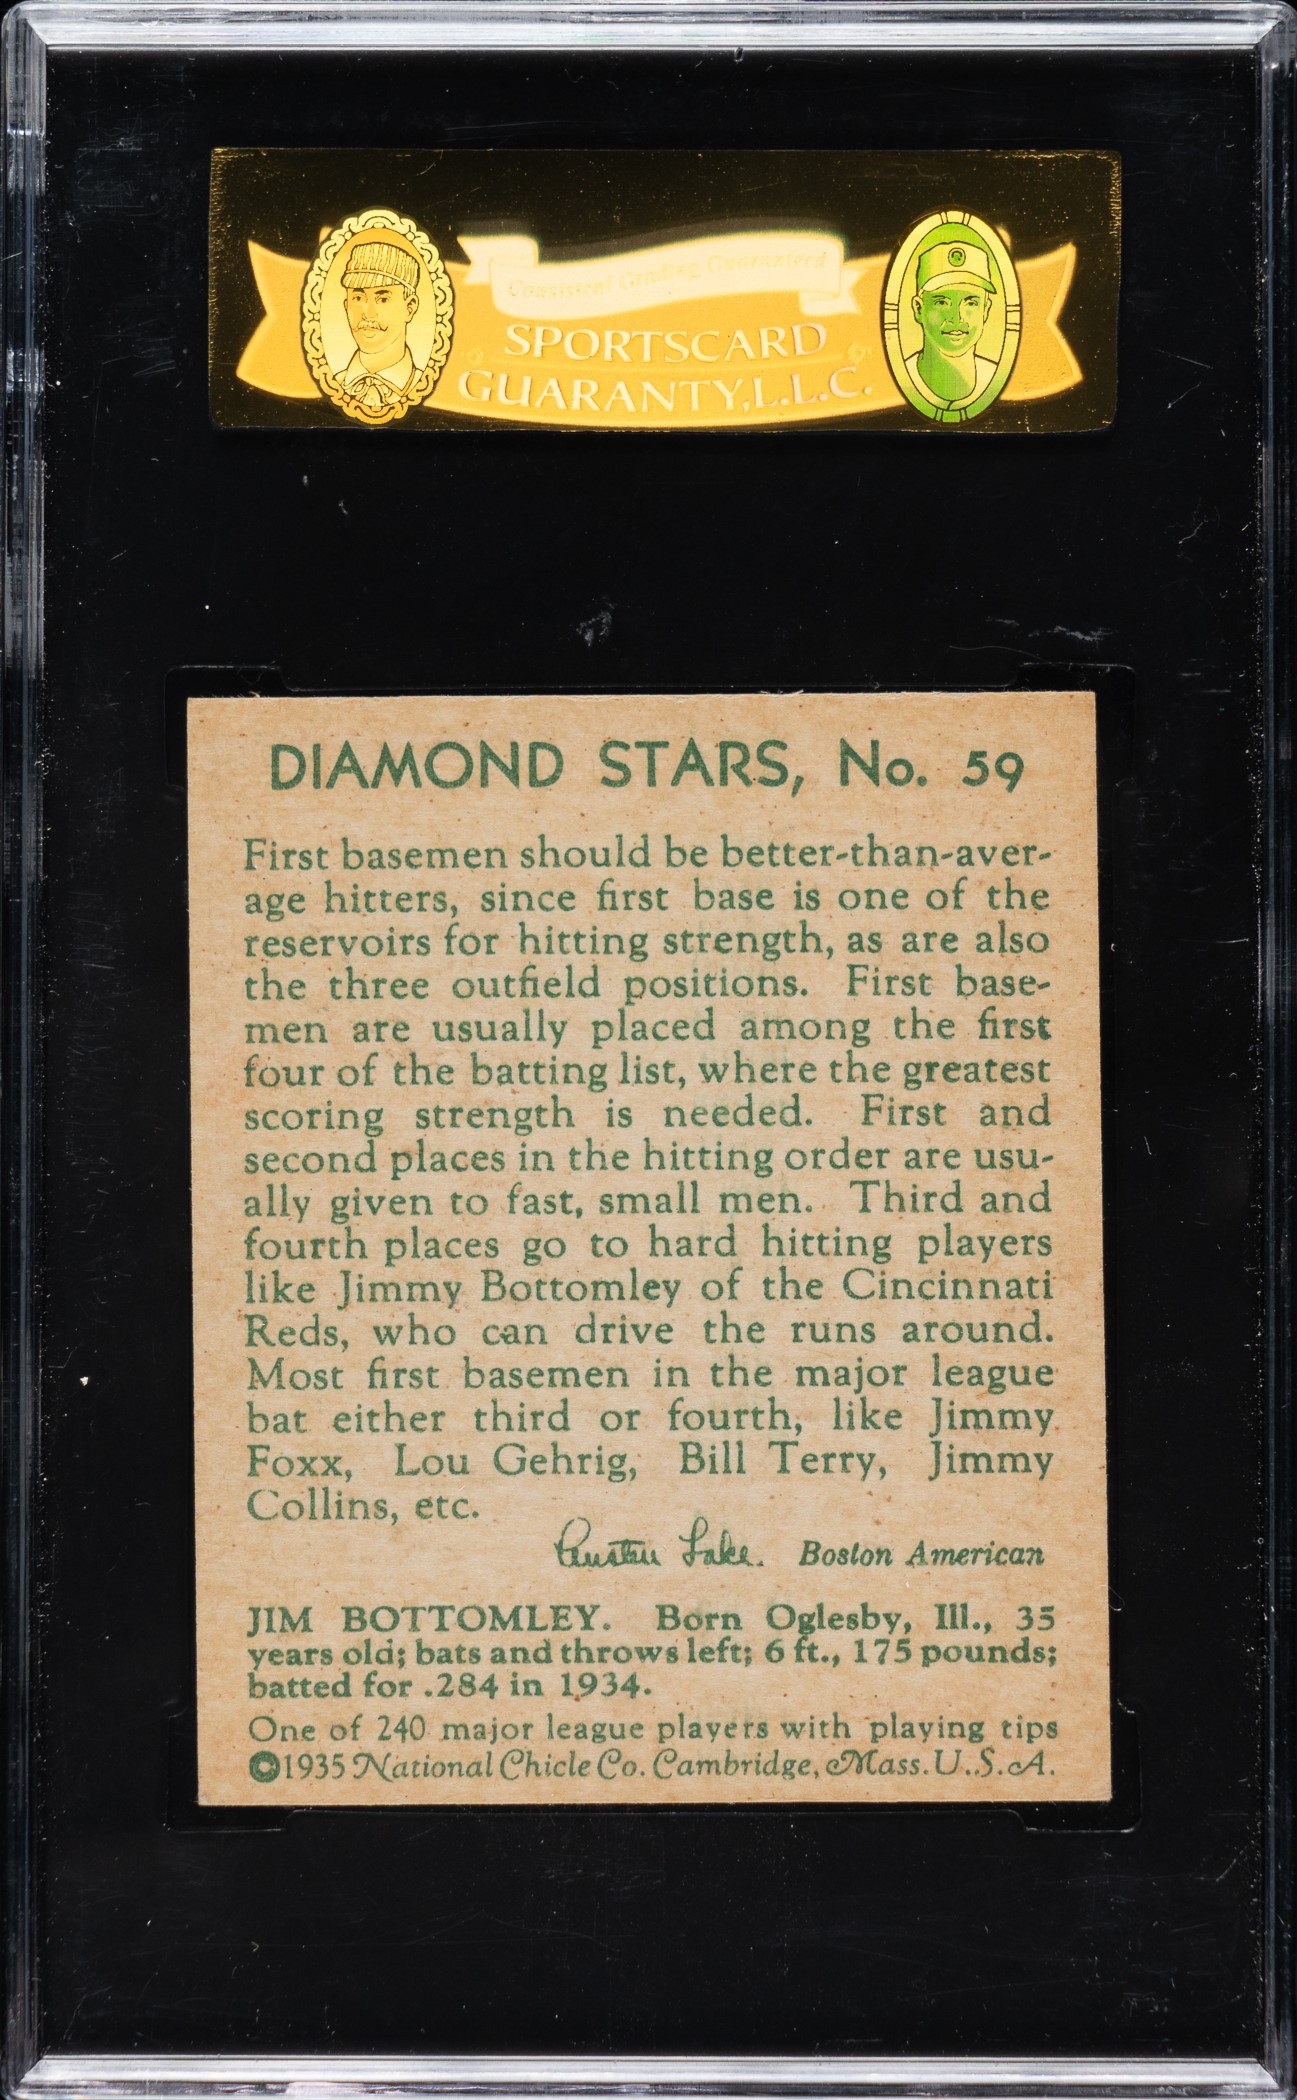 Consistent Grading Guaranteed
SPORTSCARD
GUARANTY, L.L.C.
DIAMOND STARS, No. 59
First basemen should be better-than-aver-
age hitters, since first base is one of the
reservoirs for hitting strength, as are also
the three outfield positions. First base-
men are usually placed among the first
four of the batting list, where the greatest
scoring strength is needed. First and
second places in the hitting order are usu-
ally given to fast, small men. Third and
fourth places go to hard hitting players
like Jimmy Bottomley of the Cincinnati
Reds, who can drive the runs around.
Most first basemen in the major league
bat either third or fourth, like Jimmy
Foxx, Lou Gehrig, Bill Terry, Jimmy
Collins, etc.
Austen Lake. Boston American
JIM BOTTOMLEY. Born Oglesby, Ill., 35
years old; bats and throws left; 6 ft., 175 pounds;
batted for .284 in 1934.
One of 240 major league players with playing tips
©1935 National Chicle Co. Cambridge, Mass. U.S.A.